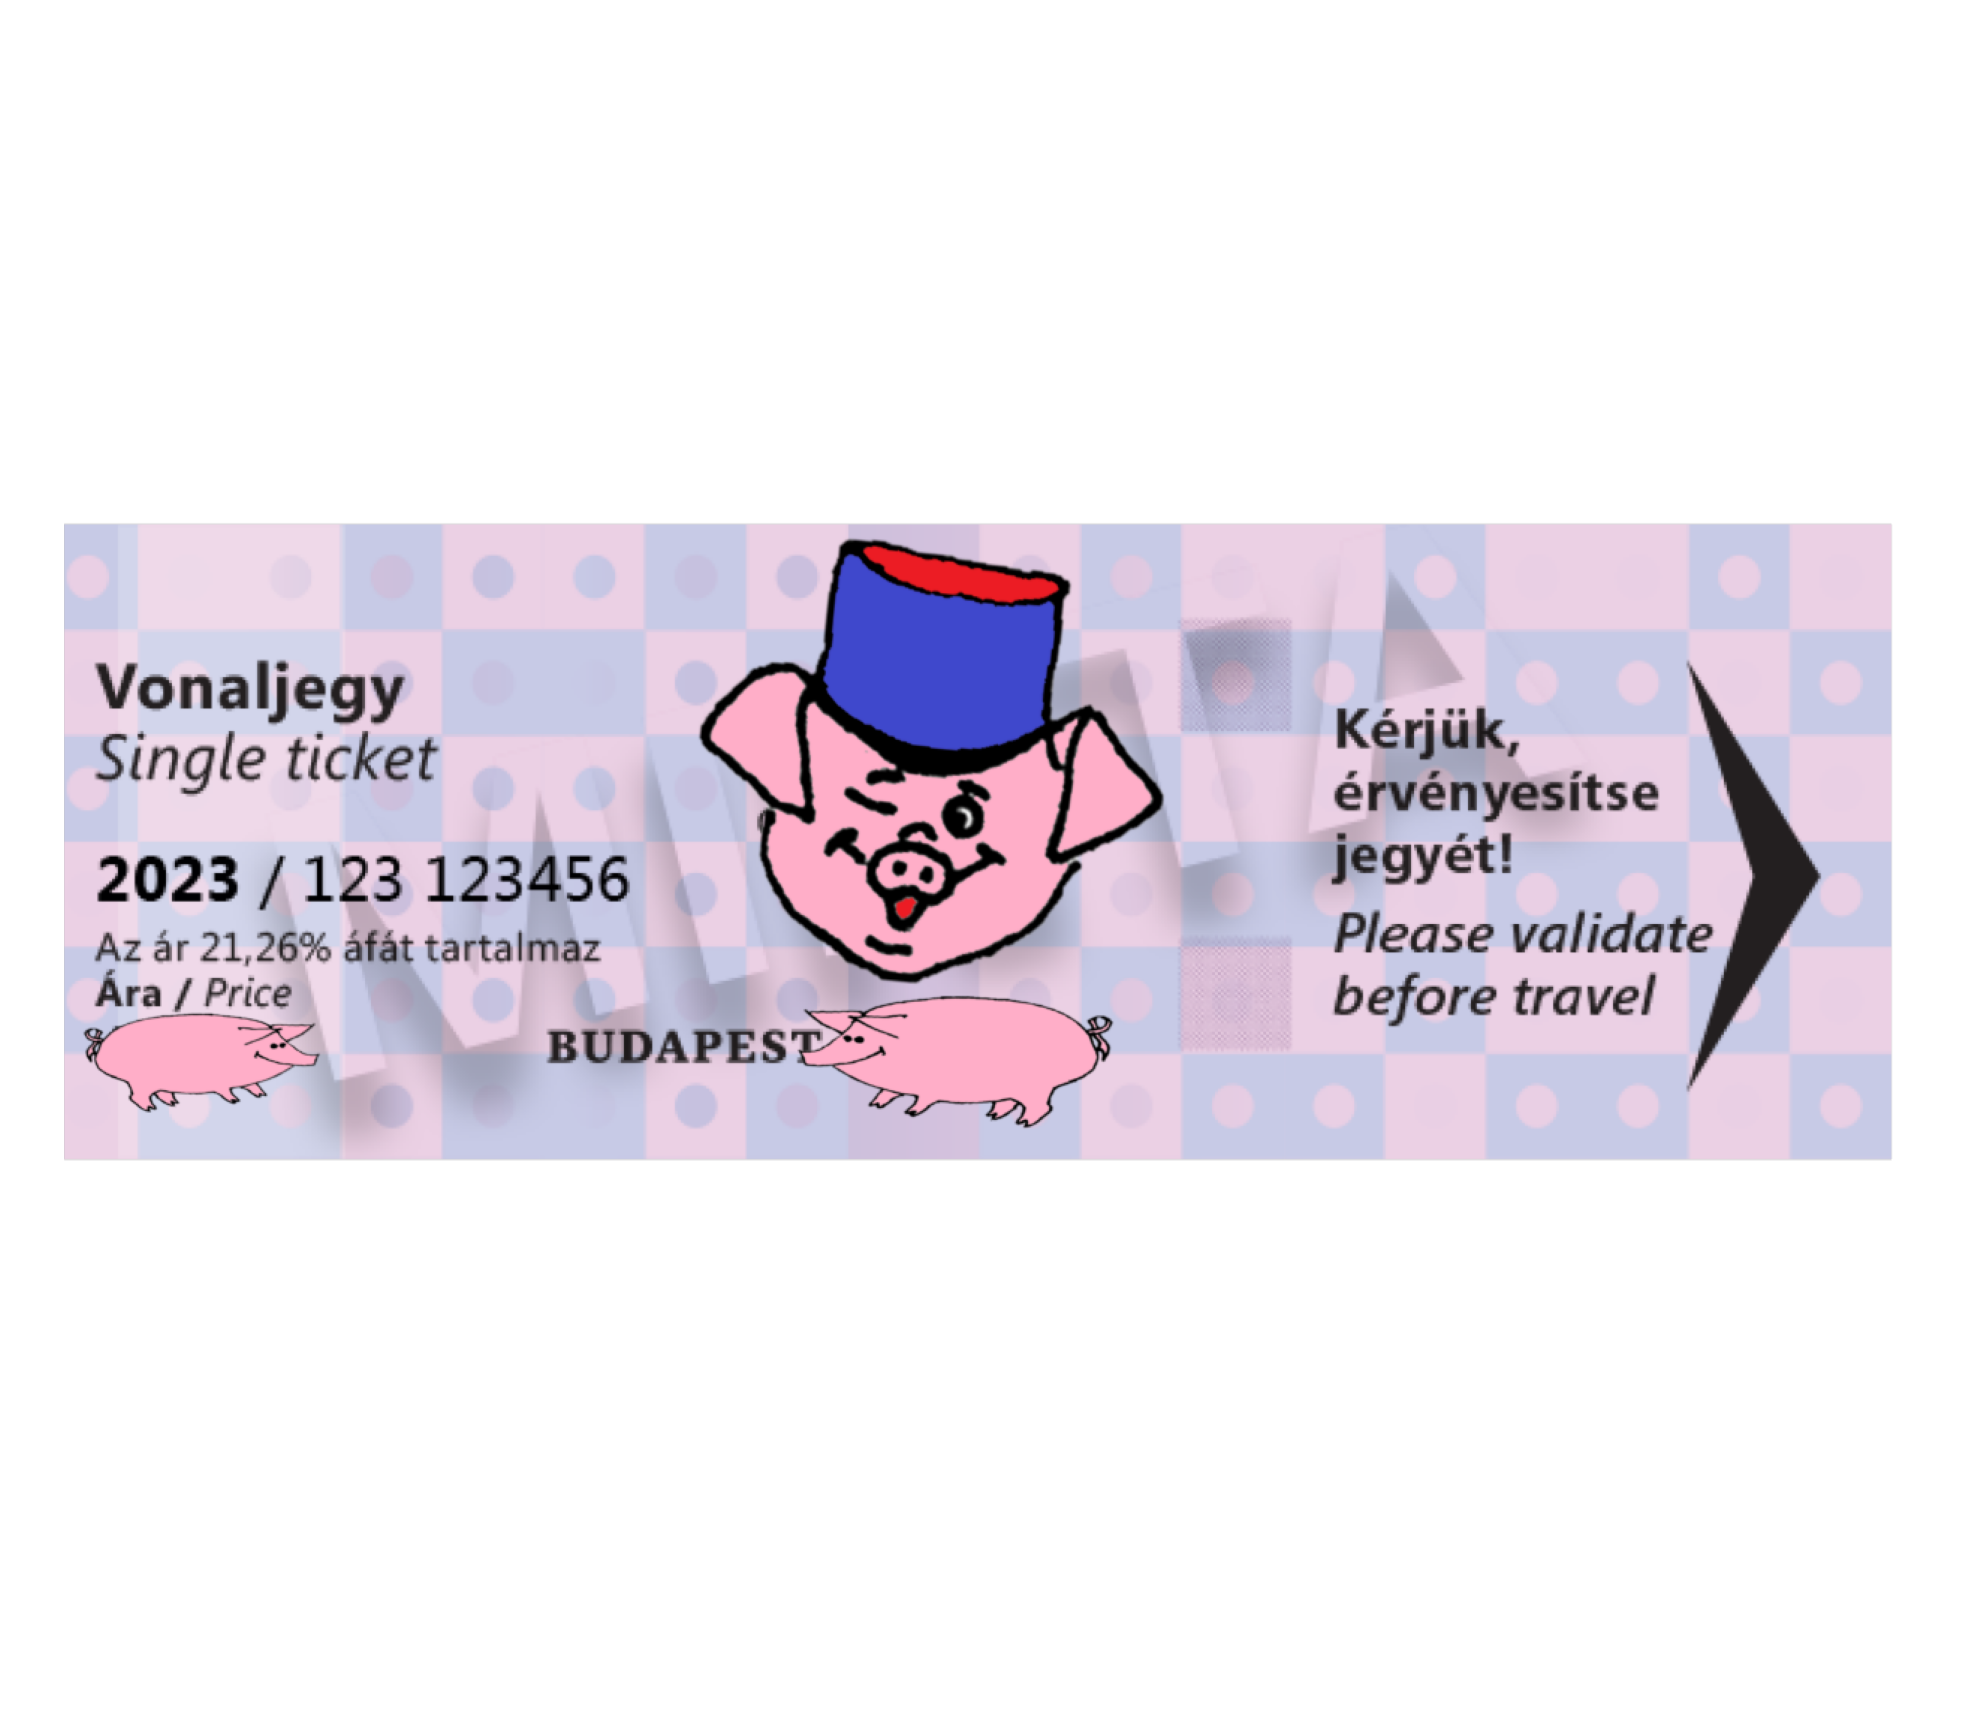 Vonaljegy
Single ticket
2023 / 123 123456
Az ár 21,26% áfát tartalmaz
Ára / Price
BUDAPEST
MINTA
Kérjük,
érvényesítse
jegyét!
Please validate
before travel